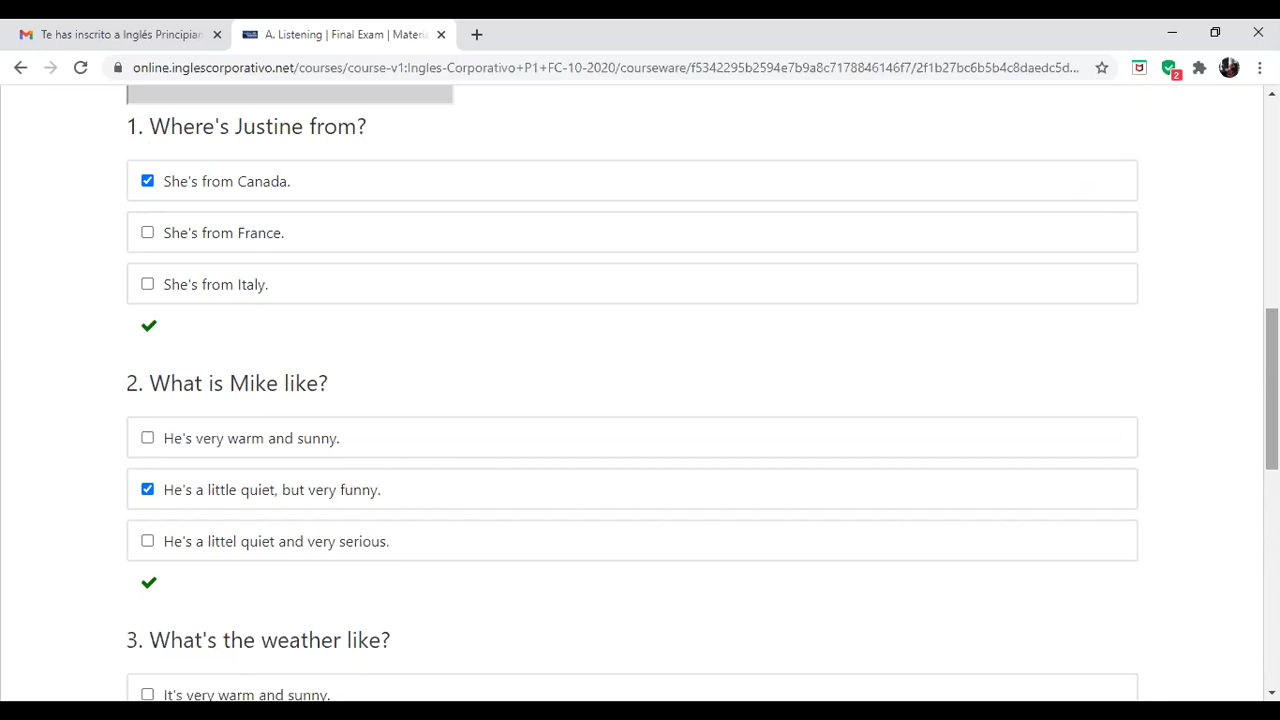 Te has inscrito a Inglés Principian
A. Listening | Final Exam | Materia
online.inglescorporativo.net/courses/course-v1:Ingles-Corporativo+P1+FC-10-2020/courseware/f5342295b2594e7b9a8c7178846146f7/2f1b27bc6b5b4c8daedc5d...
2
1. Where's Justine from?
She's from Canada.
She's from France.
She's from Italy.
2. What is Mike like?
He's very warm and sunny.
He's a little quiet, but very funny.
He's a littel quiet and very serious.
3. What's the weather like?
It's very warm and sunny.